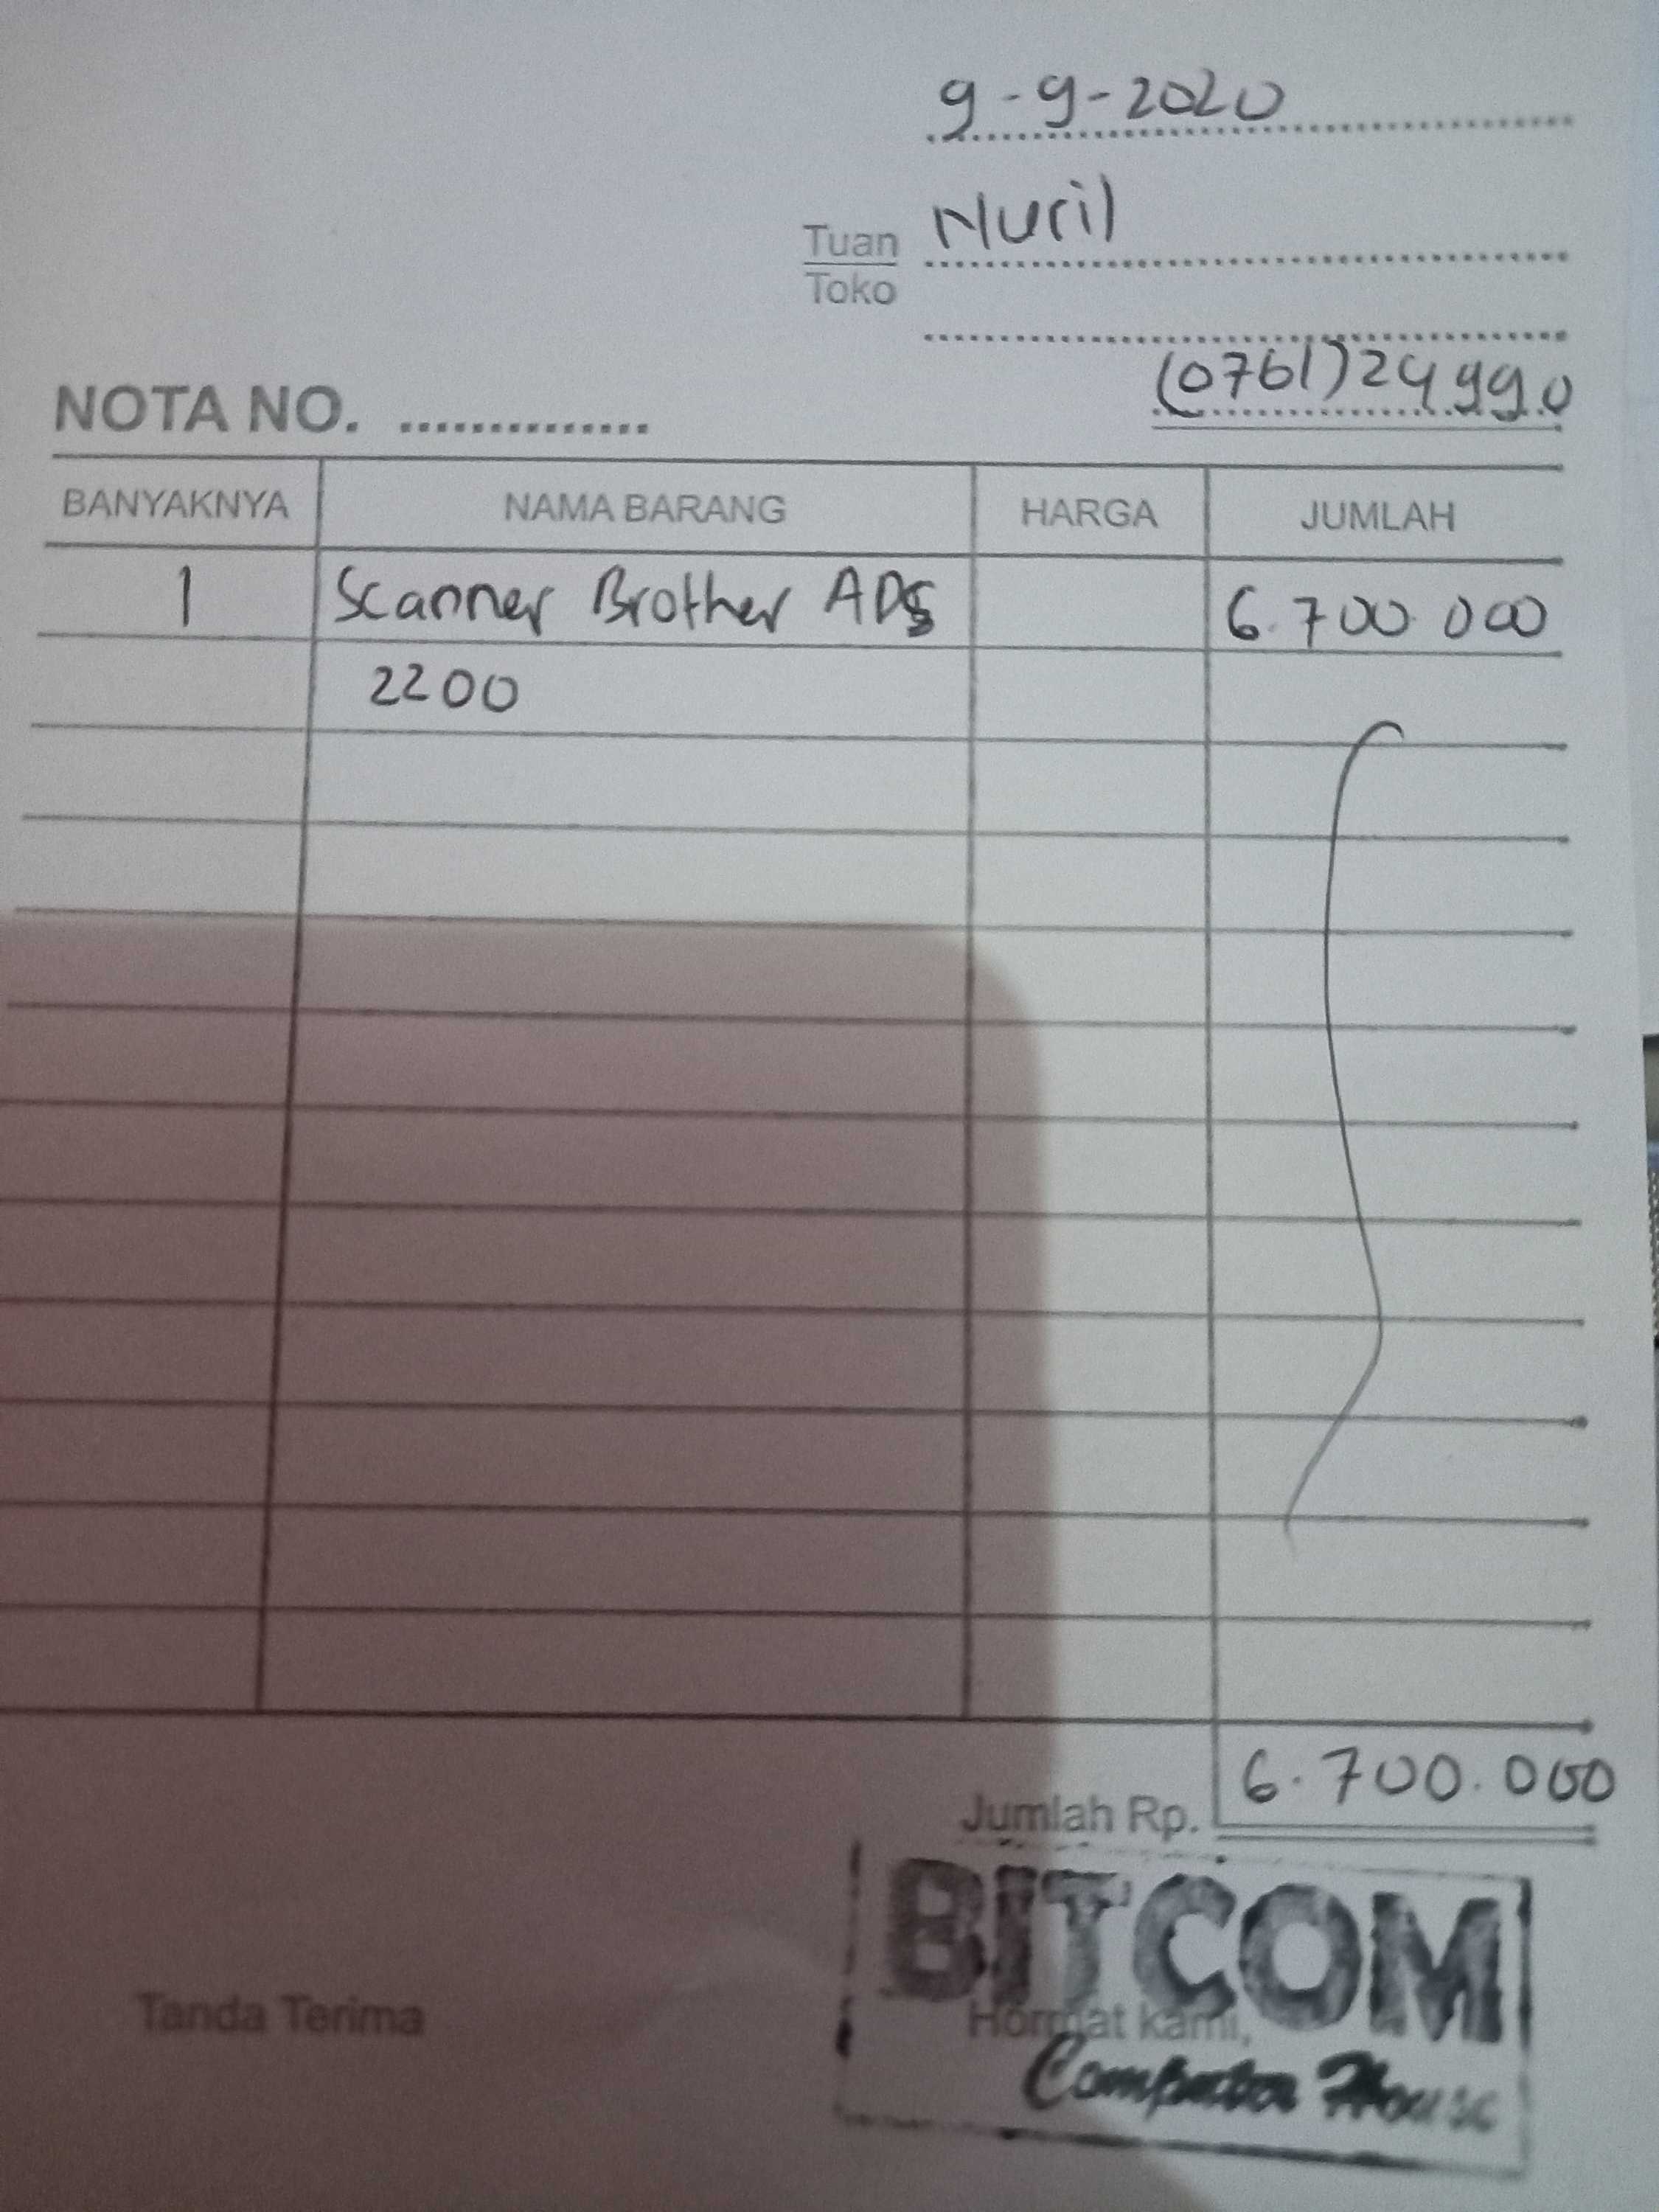 9-9-2020
Tuan Nuril
Toko
(0761) 24990
NOTA NO. ..............
BANYAKNYA NAMA BARANG HARGA JUMLAH
1 Scanner Brother ADS 6.700.000
2200
Jumlah Rp. 6.700.000
BITCOM
Tanda Terima Hormat kami,
Computer House